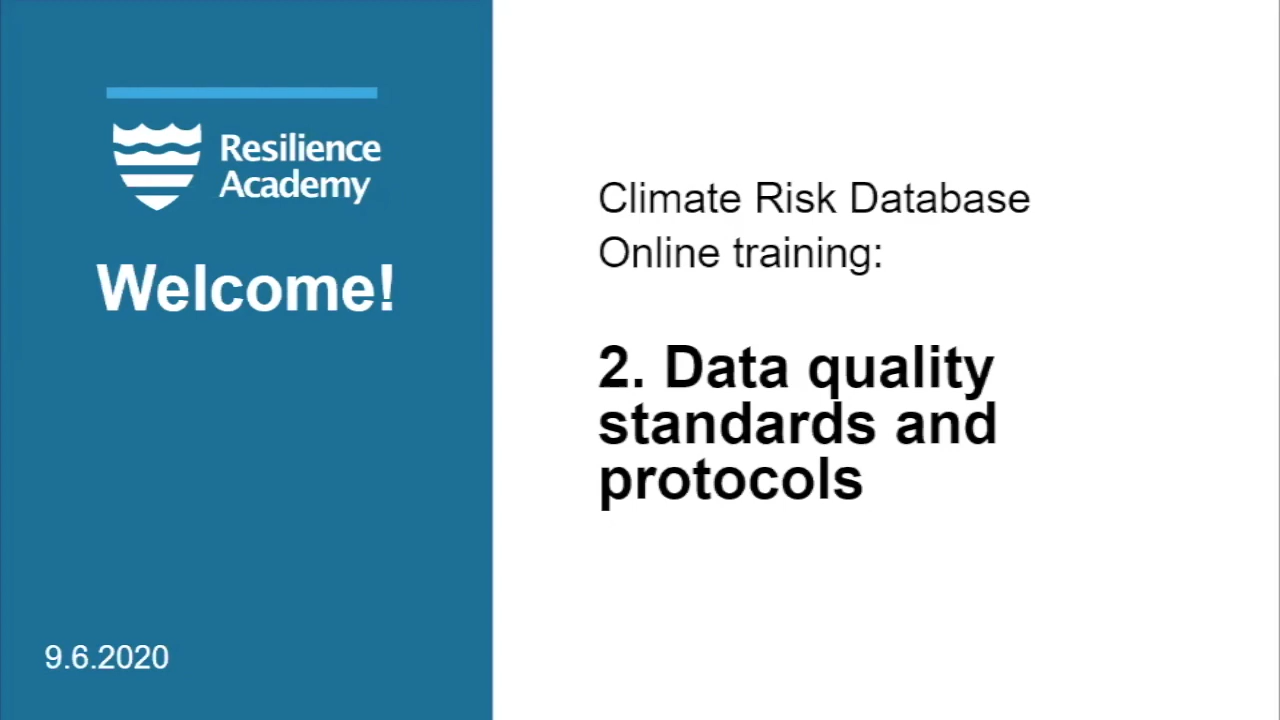 Resilience
Academy
Welcome!
9.6.2020
Climate Risk Database
Online training:
2. Data quality
standards and
protocols